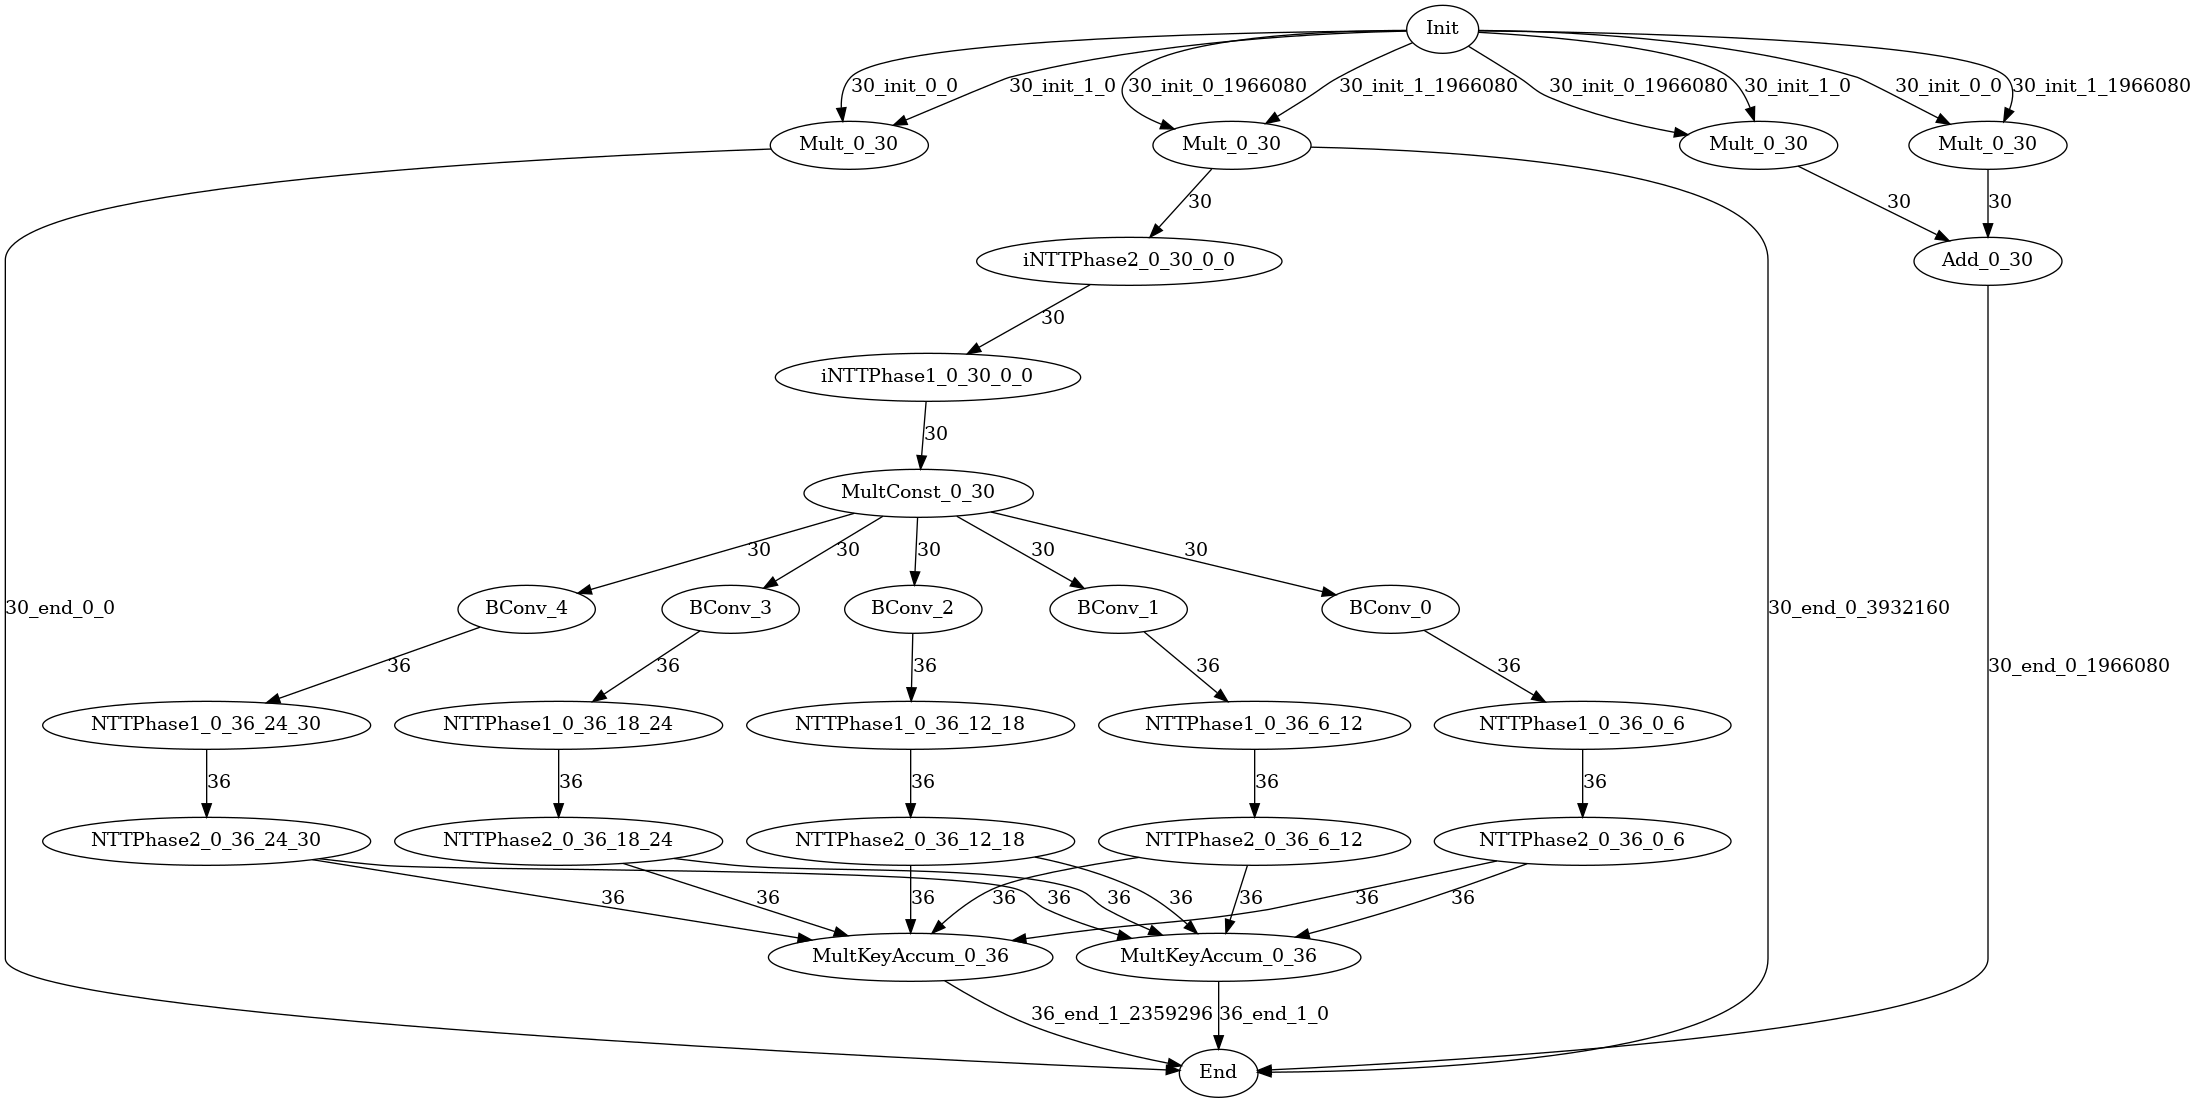 Init
30_init_0_0
30_init_1_0
30_init_0_1966080
30_init_1_1966080
30_init_0_1966080
30_init_1_0
30_init_0_0
30_init_1_1966080
Mult_0_30
Mult_0_30
Mult_0_30
Mult_0_30
30
30
30
iNTTPhase2_0_30_0_0
Add_0_30
30
iNTTPhase1_0_30_0_0
30
MultConst_0_30
30
30
30
30
30
30_end_0_0
BConv_4
BConv_3
BConv_2
BConv_1
BConv_0
30_end_0_3932160
36
36
36
36
36
30_end_0_1966080
NTTPhase1_0_36_24_30
NTTPhase1_0_36_18_24
NTTPhase1_0_36_12_18
NTTPhase1_0_36_6_12
NTTPhase1_0_36_0_6
36
36
36
36
36
NTTPhase2_0_36_24_30
NTTPhase2_0_36_18_24
NTTPhase2_0_36_12_18
NTTPhase2_0_36_6_12
NTTPhase2_0_36_0_6
36
36
36
36
36
36
36
36
36
36
MultKeyAccum_0_36
MultKeyAccum_0_36
36_end_1_2359296
36_end_1_0
End